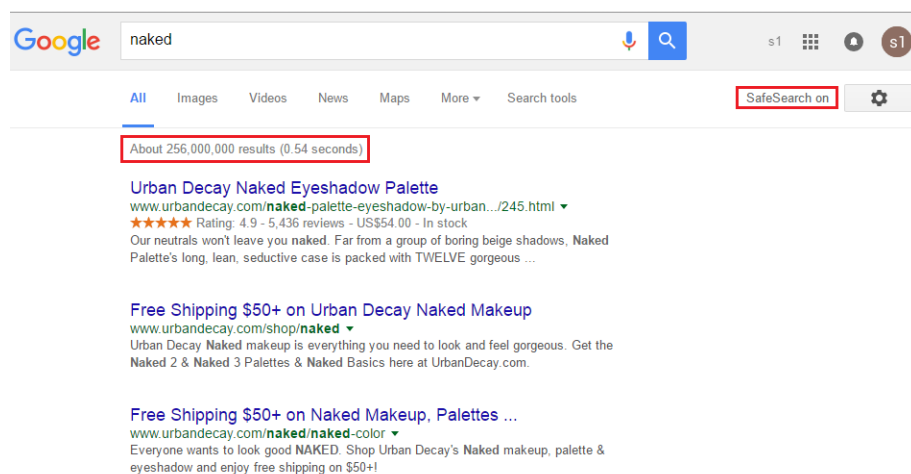 Google naked s1 s1
All Images Videos News Maps More Search tools SafeSearch on
About 256,000,000 results (0.54 seconds)
Urban Decay Naked Eyeshadow Palette
www.urbandecay.com/naked-palette-eyeshadow-by-urban.../245.html
Rating: 4.9 - 5,436 reviews - US$54.00 - In stock
Our neutrals won't leave you naked. Far from a group of boring beige shadows, Naked
Palette's long, lean, seductive case is packed with TWELVE gorgeous ...
Free Shipping $50+ on Urban Decay Naked Makeup
www.urbandecay.com/shop/naked
Urban Decay Naked makeup is everything you need to look and feel gorgeous. Get the
Naked 2 & Naked 3 Palettes & Naked Basics here at UrbanDecay.com.
Free Shipping $50+ on Naked Makeup, Palettes ...
www.urbandecay.com/naked/naked-color
Everyone wants to look good NAKED. Shop Urban Decay's Naked makeup, palette &
eyeshadow and enjoy free shipping on $50+!